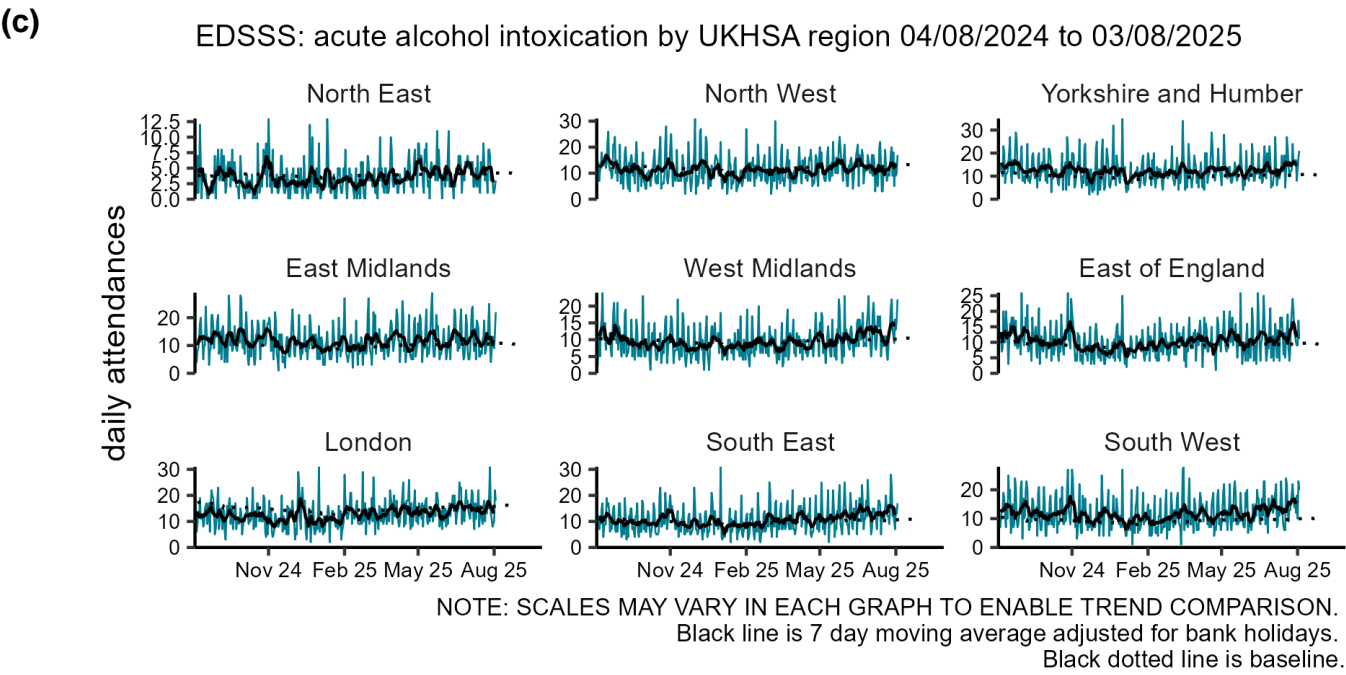 (c)
EDSSS: acute alcohol intoxication by UKHSA region 04/08/2024 to 03/08/2025
daily attendances
North East
12.5
10.0
7.5
5.0
2.5
0.0
North West
30
20
10
0
Yorkshire and Humber
30
20
10
0
East Midlands
20
10
0
West Midlands
20
15
10
5
0
East of England
25
20
15
10
5
0
London
30
20
10
0
Nov 24 Feb 25 May 25 Aug 25
South East
30
20
10
0
Nov 24 Feb 25 May 25 Aug 25
South West
20
10
0
Nov 24 Feb 25 May 25 Aug 25
NOTE: SCALES MAY VARY IN EACH GRAPH TO ENABLE TREND COMPARISON.
Black line is 7 day moving average adjusted for bank holidays.
Black dotted line is baseline.